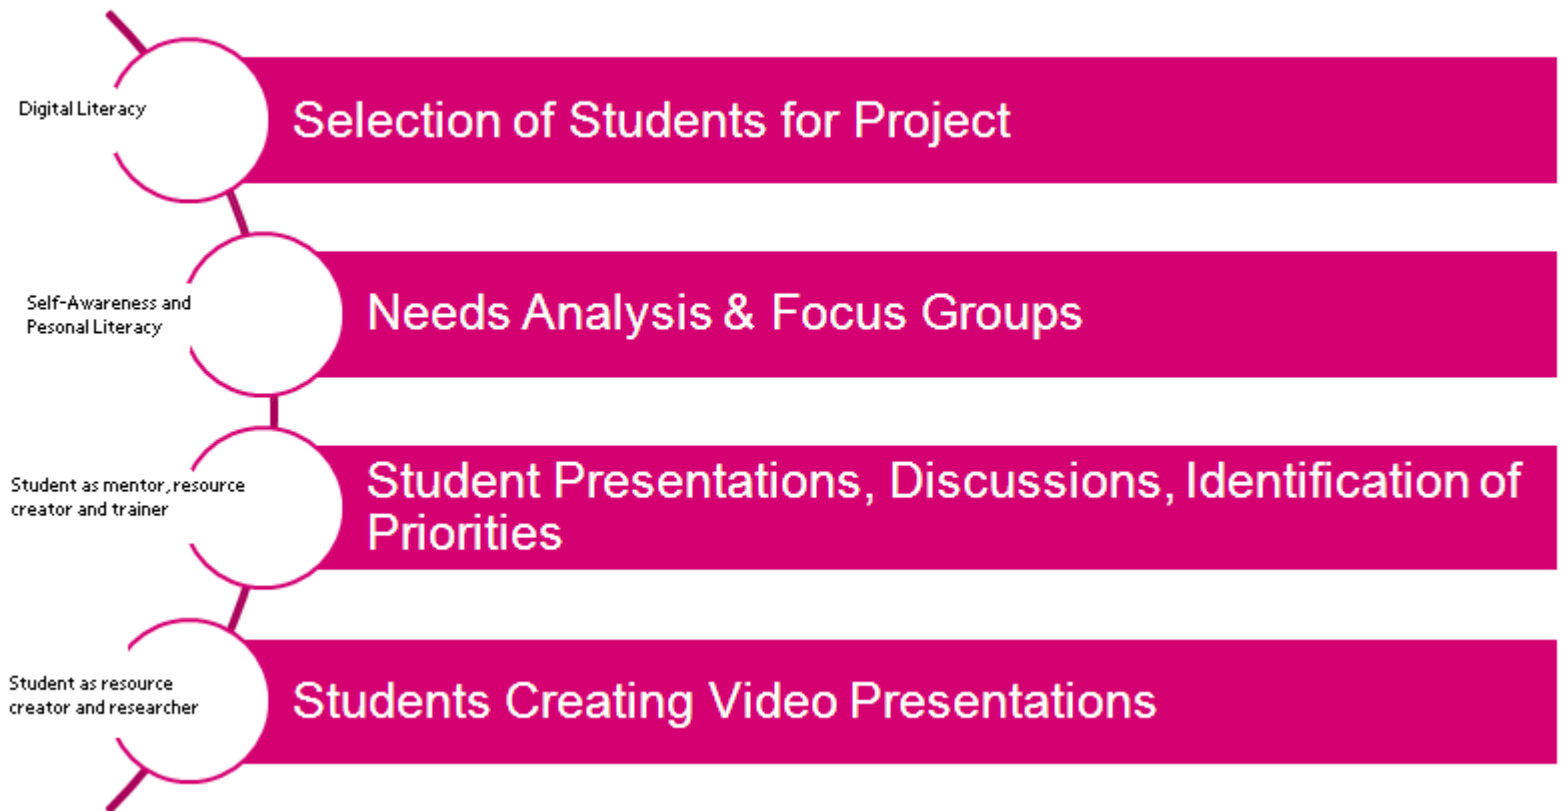 Digital Literacy
Selection of Students for Project
Self-Awareness and
Pesonal Literacy
Needs Analysis & Focus Groups
Student as mentor, resource
creator and trainer
Student Presentations, Discussions, Identification of
Priorities
Student as resource
creator and researcher
Students Creating Video Presentations